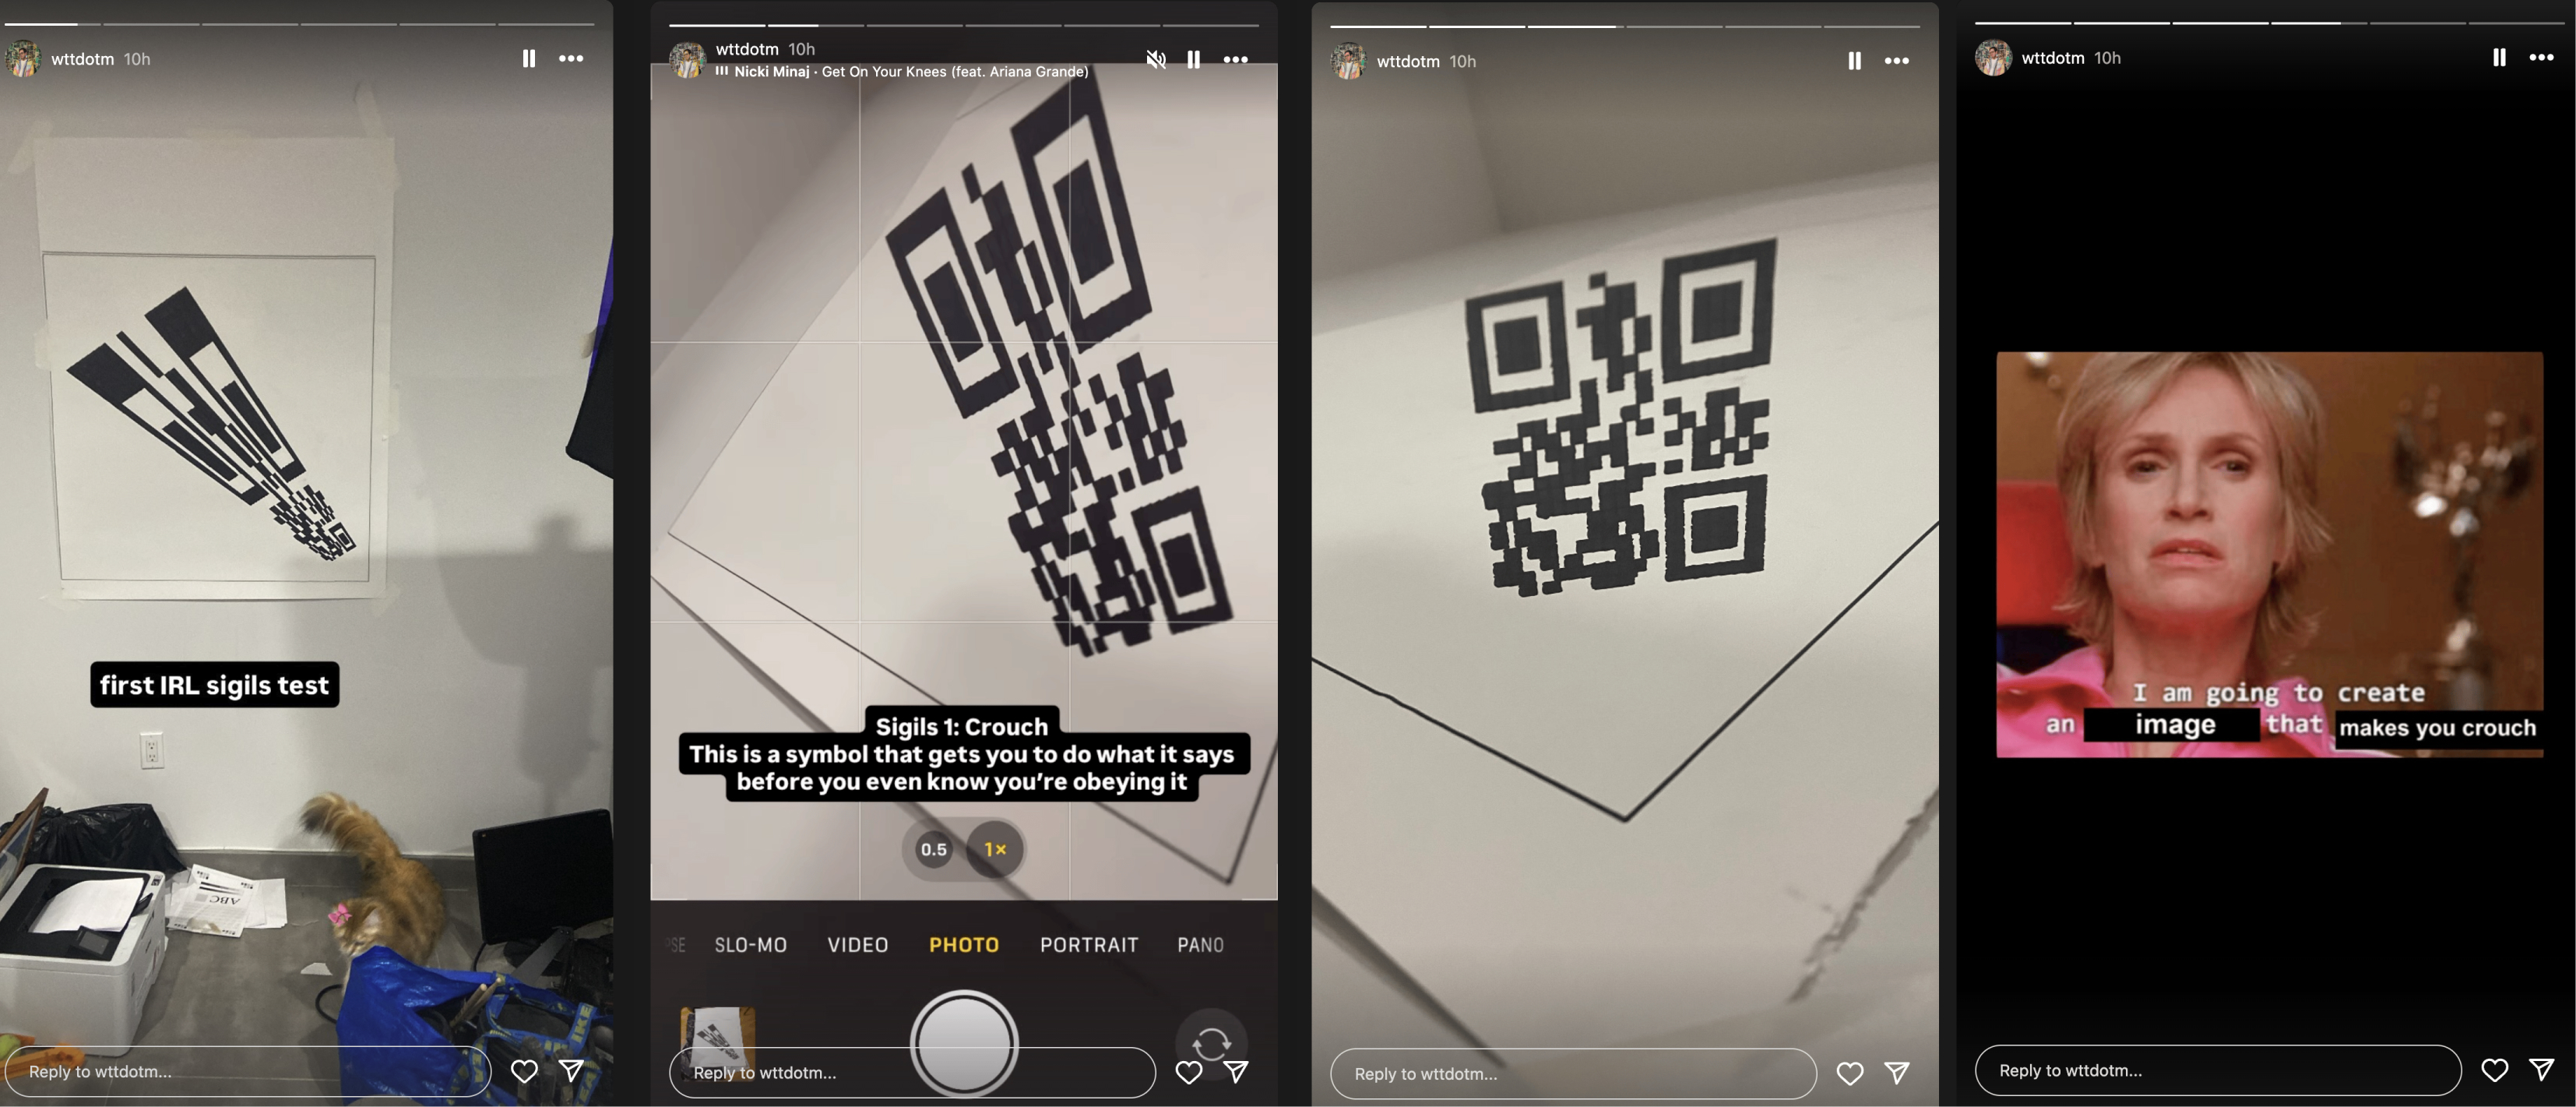 wttdotm 10h
first IRL sigils test
ABC
IKEA
Reply to wttdotm...
wttdotm 10h
Nicki Minaj · Get On Your Knees (feat. Ariana Grande)
Sigils 1: Crouch
This is a symbol that gets you to do what it says
before you even know you're obeying it
0.5 1×
PSE SLO-MO VIDEO PHOTO PORTRAIT PANO
Reply to wttdotm...
wttdotm 10h
Reply to wttdotm...
wttdotm 10h
I am going to create
an image that makes you crouch
Reply to wttdotm...